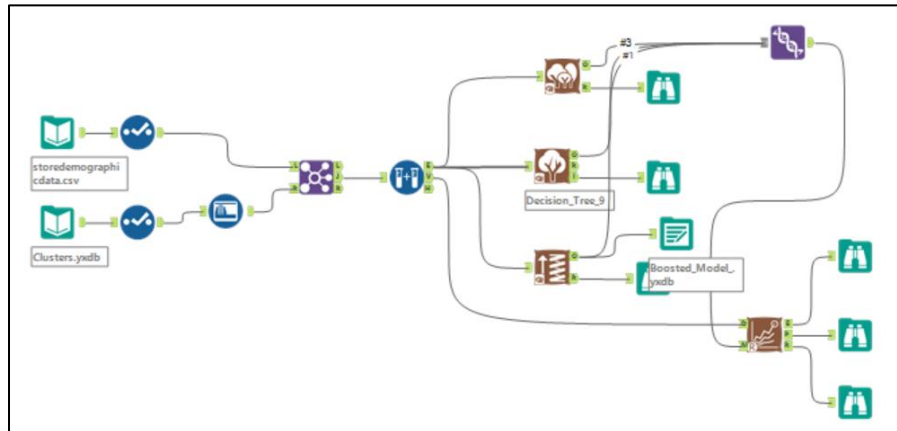 #3
#1
storedemographi
cdata.csv
Decision_Tree_9
Clusters.yxdb
Boosted_Model_.
yxdb